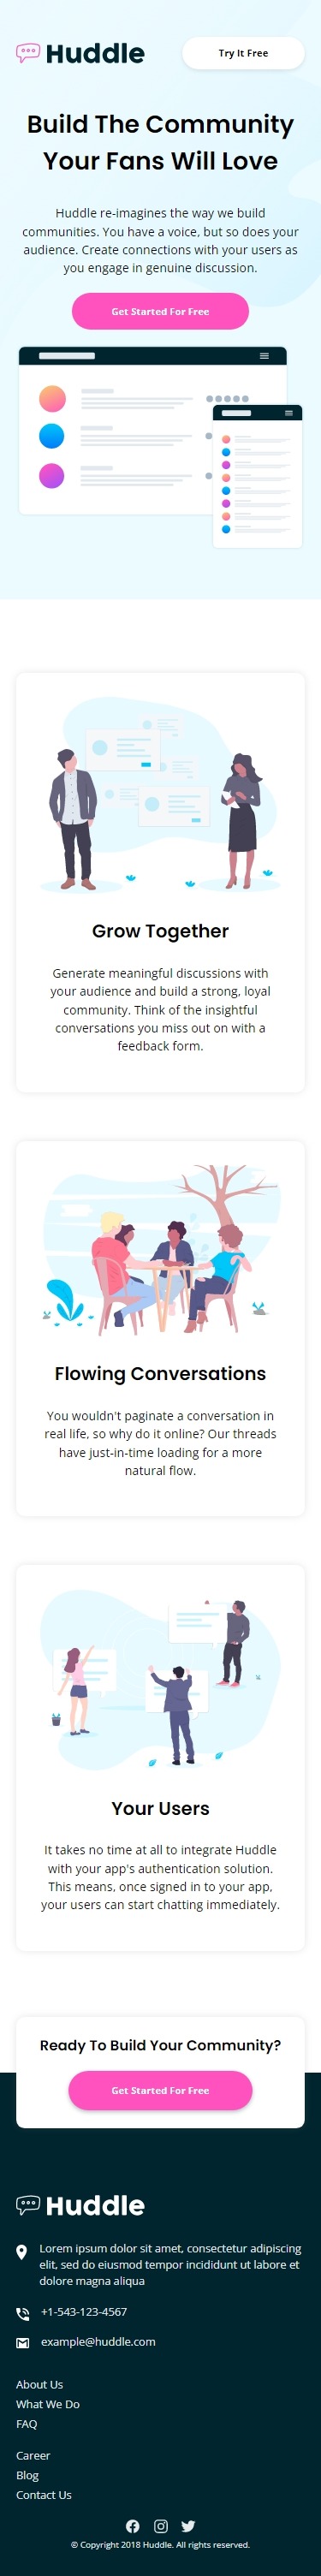 Huddle
Try It Free
Build The Community
Your Fans Will Love
Huddle re-imagines the way we build
communities. You have a voice, but so does your
audience. Create connections with your users as
you engage in genuine discussion.
Get Started For Free
Grow Together
Generate meaningful discussions with
your audience and build a strong, loyal
community. Think of the insightful
conversations you miss out on with a
feedback form.
Flowing Conversations
You wouldn't paginate a conversation in
real life, so why do it online? Our threads
have just-in-time loading for a more
natural flow.
Your Users
It takes no time at all to integrate Huddle
with your app's authentication solution.
This means, once signed in to your app,
your users can start chatting immediately.
Ready To Build Your Community?
Get Started For Free
Huddle
Lorem ipsum dolor sit amet, consectetur adipiscing
elit, sed do eiusmod tempor incididunt ut labore et
dolore magna aliqua
+1-543-123-4567
example@huddle.com
About Us
What We Do
FAQ
Career
Blog
Contact Us
© Copyright 2018 Huddle. All rights reserved.